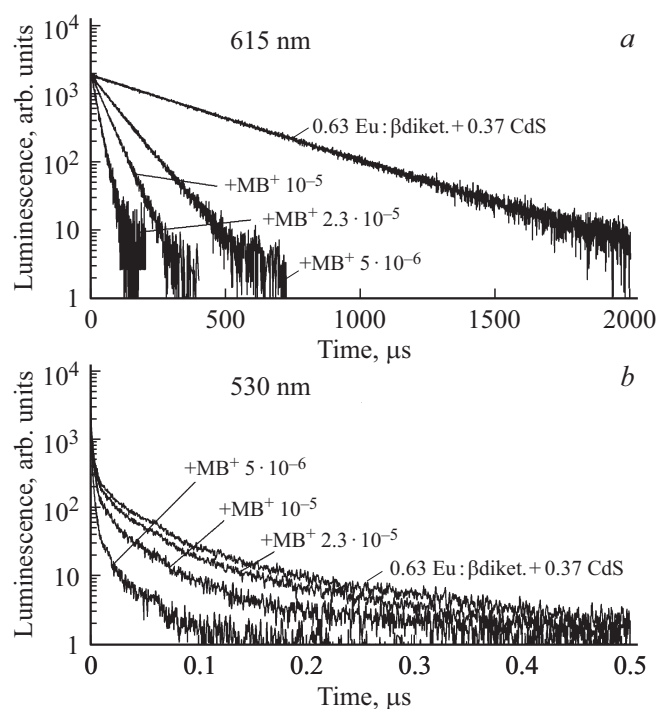 615 nm
a
Luminescence, arb. units
10⁴
10³
10²
10
1
0.63 Eu : βdiket. + 0.37 CdS
+MB⁺ 10⁻⁵
+MB⁺ 2.3 · 10⁻⁵
+MB⁺ 5 · 10⁻⁶
0 500 1000 1500 2000
Time, μs
530 nm
b
Luminescence, arb. units
10⁴
10³
10²
10
1
+MB⁺ 5 · 10⁻⁶
+MB⁺ 10⁻⁵
+MB⁺ 2.3 · 10⁻⁵
0.63 Eu : βdiket. + 0.37 CdS
0 0.1 0.2 0.3 0.4 0.5
Time, μs